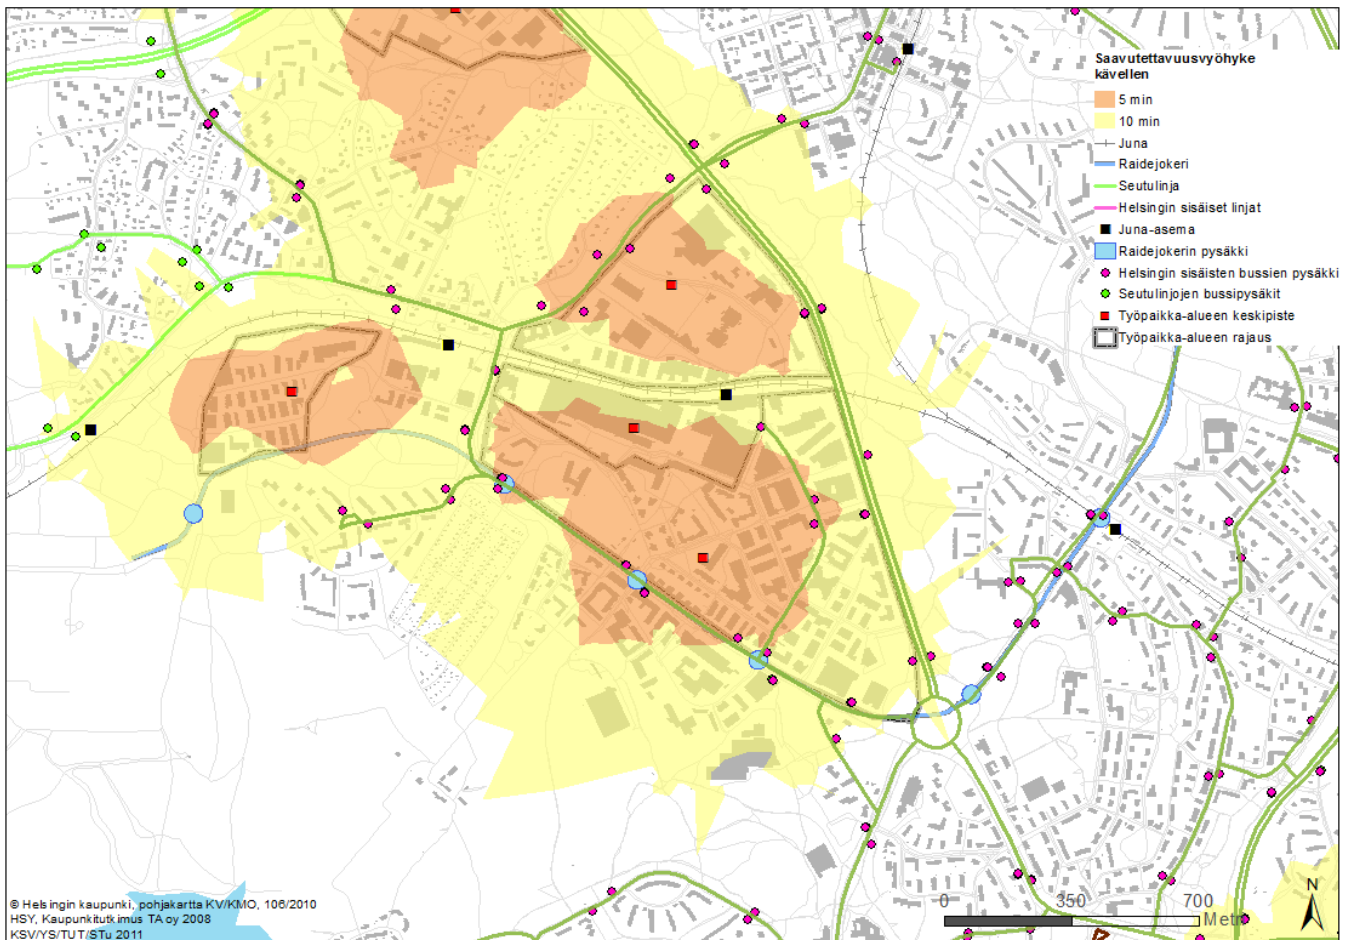 Saavutettavuusvyöhyke
kävellen
5 min
10 min
Juna
Raidejokeri
Seutulinja
Helsingin sisäiset linjat
Juna-asema
Raidejokerin pysäkki
Helsingin sisäisten bussien pysäkki
Seutulinjojen bussipysäkit
Työpaikka-alueen keskipiste
Työpaikka-alueen rajaus
© Helsingin kaupunki, pohjakartta KV/KMO, 106/2010
HSY, Kaupunkitutkimus TA oy 2008
KSV/YS/TUT/STu 2011
0 350 700
Metr
N